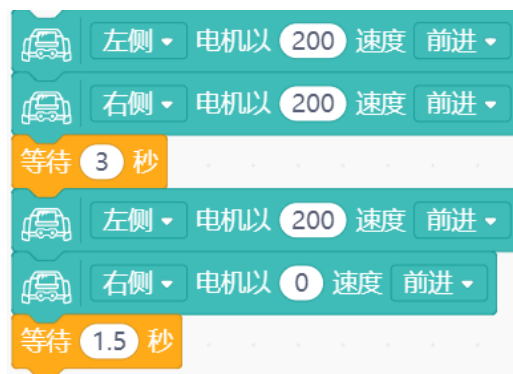 左侧 电机以 200 速度 前进
右侧 电机以 200 速度 前进
等待 3 秒
左侧 电机以 200 速度 前进
右侧 电机以 0 速度 前进
等待 1.5 秒